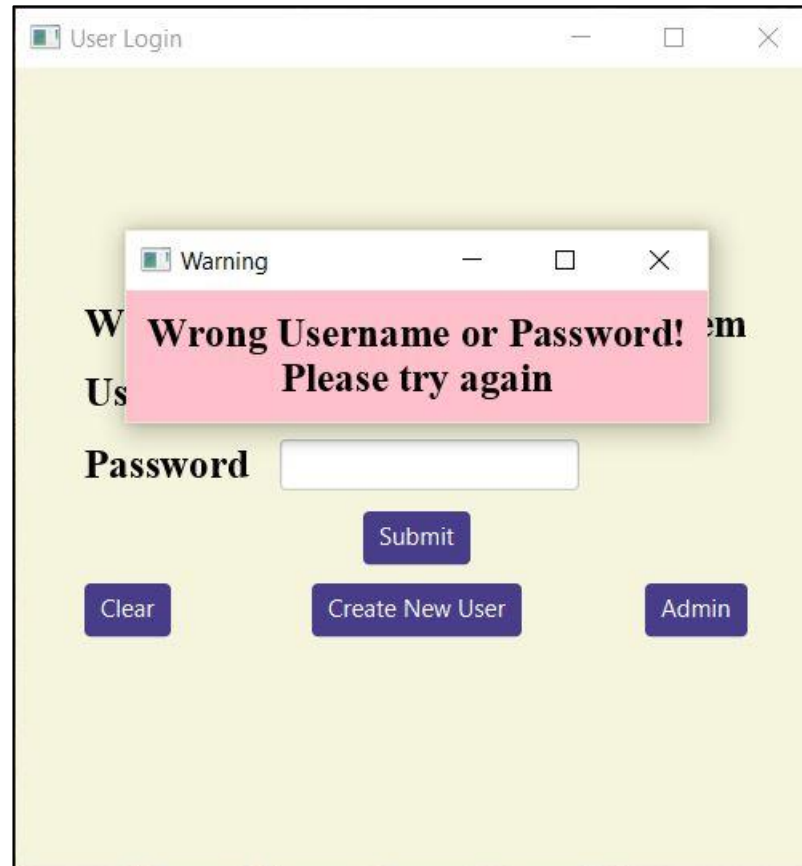 User Login
Warning
Wrong Username or Password!
Please try again
Password
Submit
Clear
Create New User
Admin